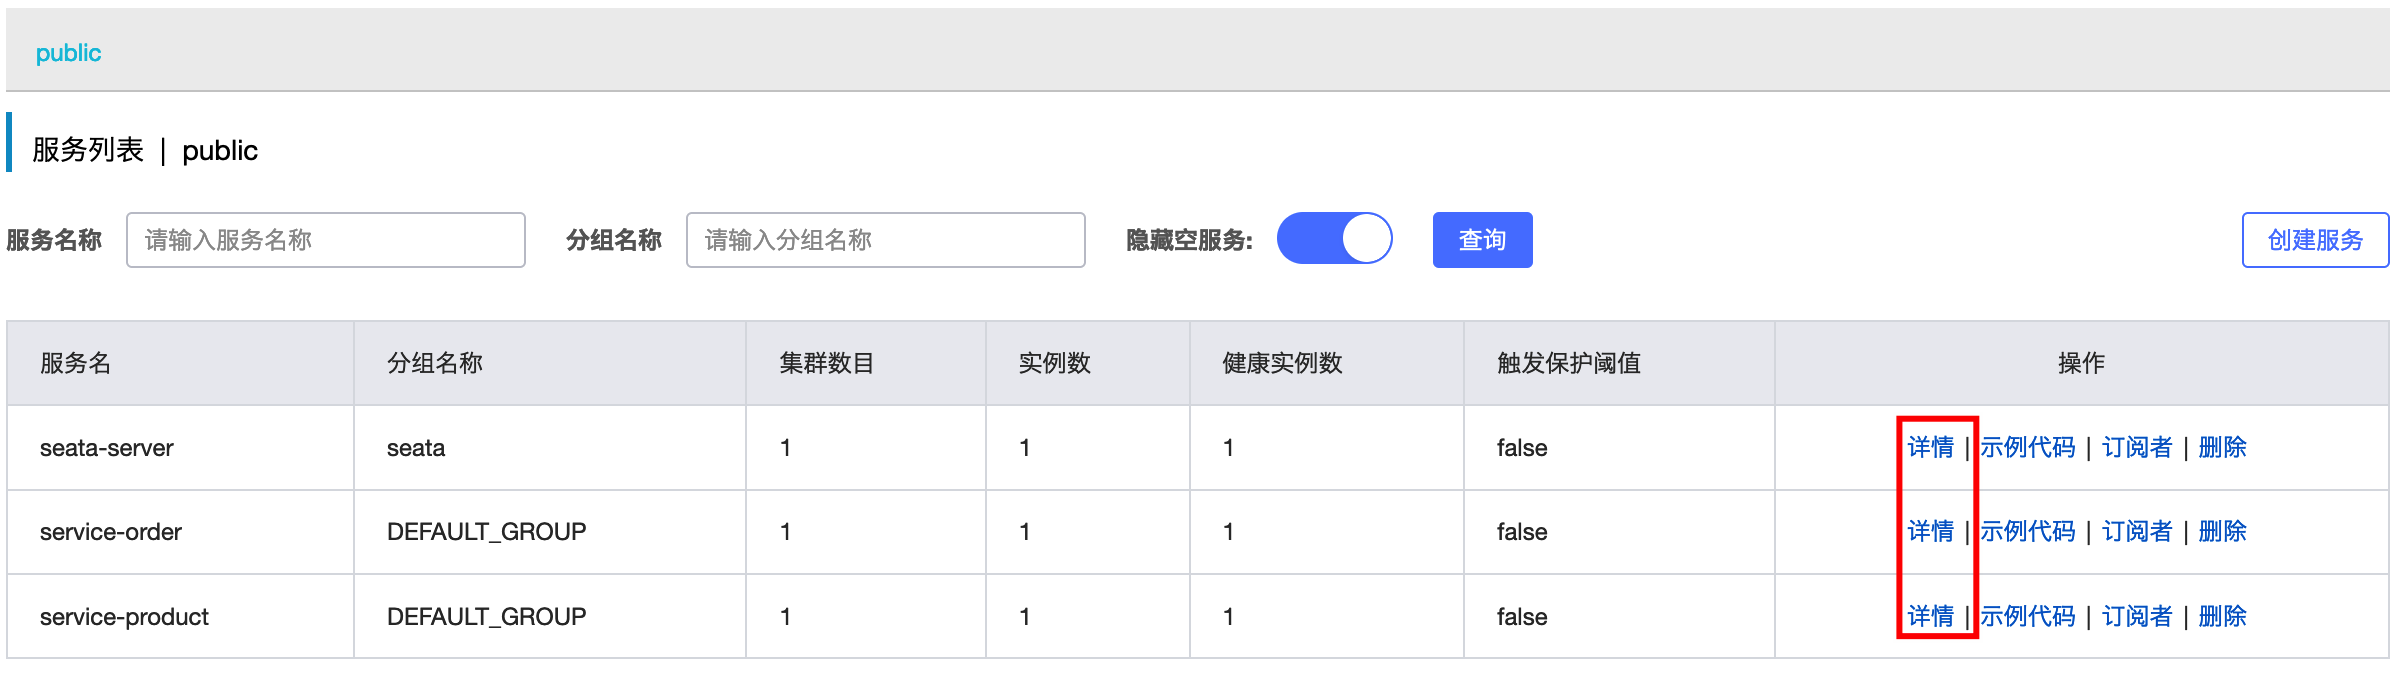 public
服务列表 | public
服务名称 请输入服务名称 分组名称 请输入分组名称 隐藏空服务: 查询 创建服务
服务名 分组名称 集群数目 实例数 健康实例数 触发保护阈值 操作
seata-server seata 1 1 1 false 详情 | 示例代码 | 订阅者 | 删除
service-order DEFAULT_GROUP 1 1 1 false 详情 | 示例代码 | 订阅者 | 删除
service-product DEFAULT_GROUP 1 1 1 false 详情 | 示例代码 | 订阅者 | 删除